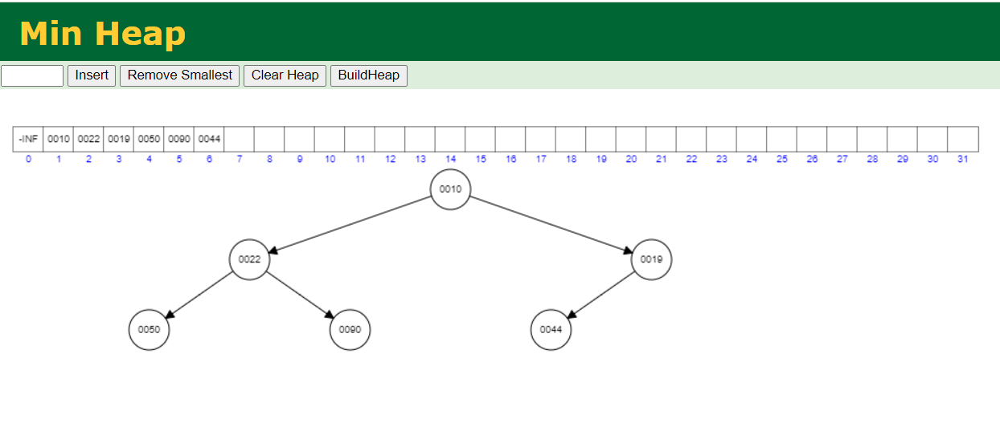 Min Heap
Insert Remove Smallest Clear Heap BuildHeap
-INF 0010 0022 0019 0050 0090 0044
0 1 2 3 4 5 6 7 8 9 10 11 12 13 14 15 16 17 18 19 20 21 22 23 24 25 26 27 28 29 30 31
0010
0022 0019
0050 0090 0044